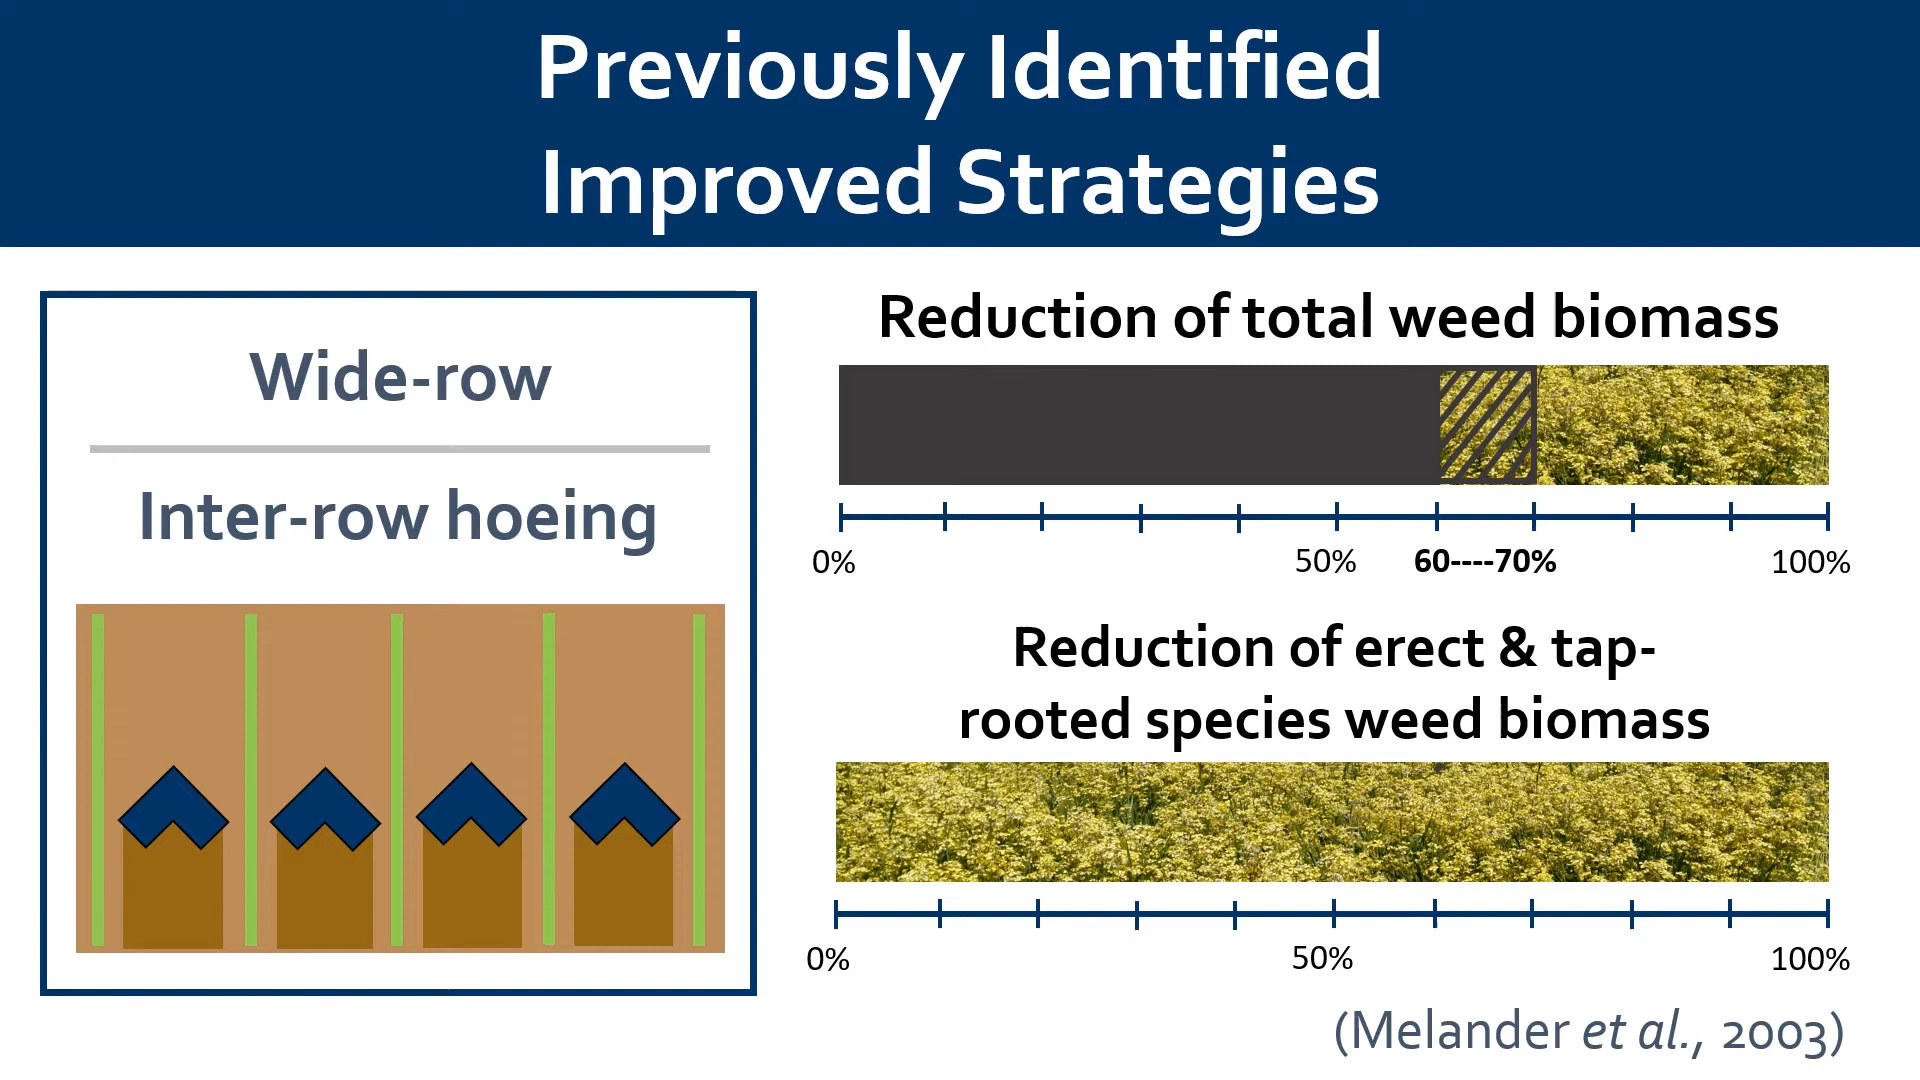 Previously Identified
Improved Strategies
Wide-row
Inter-row hoeing
Reduction of total weed biomass
0%
50%
60----70%
100%
Reduction of erect & tap-
rooted species weed biomass
0%
50%
100%
(Melander et al., 2003)